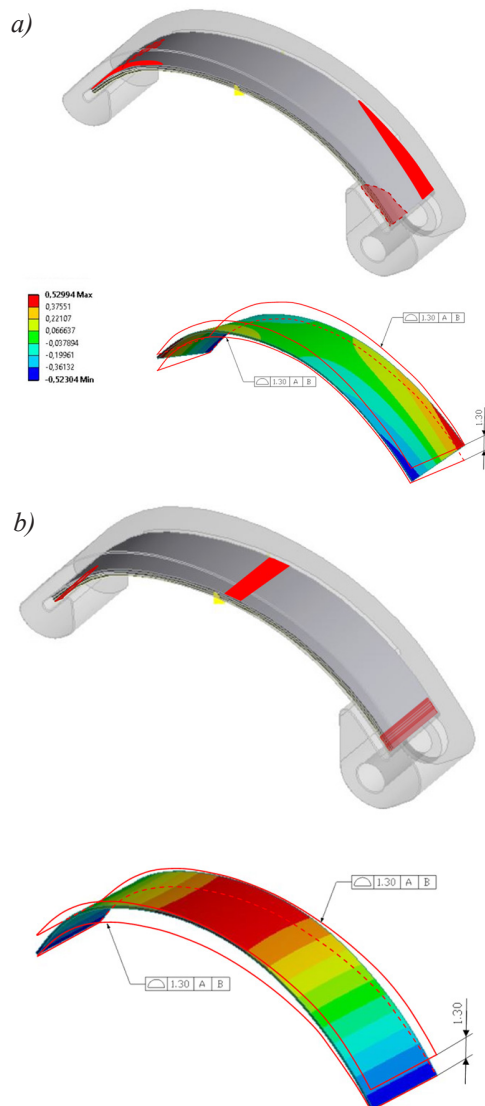 a)
0,52994 Max
0,37551
0,22107
0,066637
-0,037894
-0,19961
-0,36132
-0,52304 Min
1.30 A B
1.30 A B
1.30
b)
1.30 A B
1.30 A B
1.30